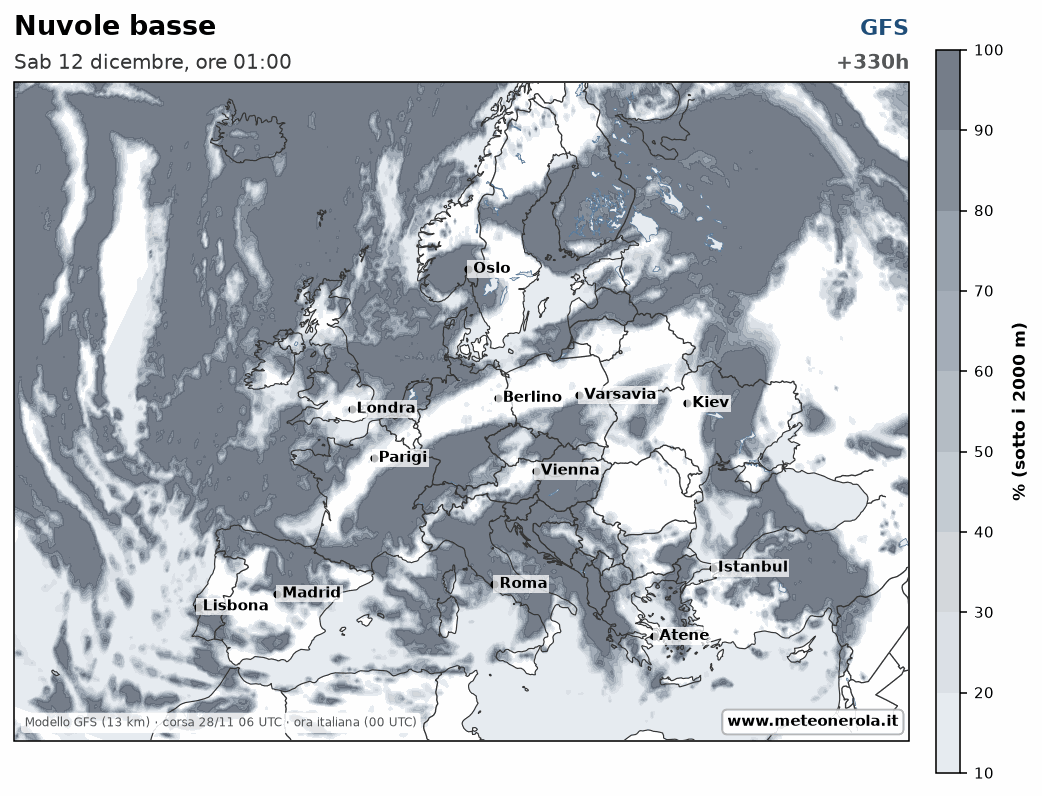 Nuvole basse
GFS
Sab 12 dicembre, ore 01:00
+330h
100
90
80
70
60
50
40
30
20
10
% (sotto i 2000 m)
Oslo
Londra
Berlino
Varsavia
Kiev
Parigi
Vienna
Istanbul
Roma
Madrid
Lisbona
Atene
Modello GFS (13 km) · corsa 28/11 06 UTC · ora italiana (00 UTC)
www.meteonerola.it